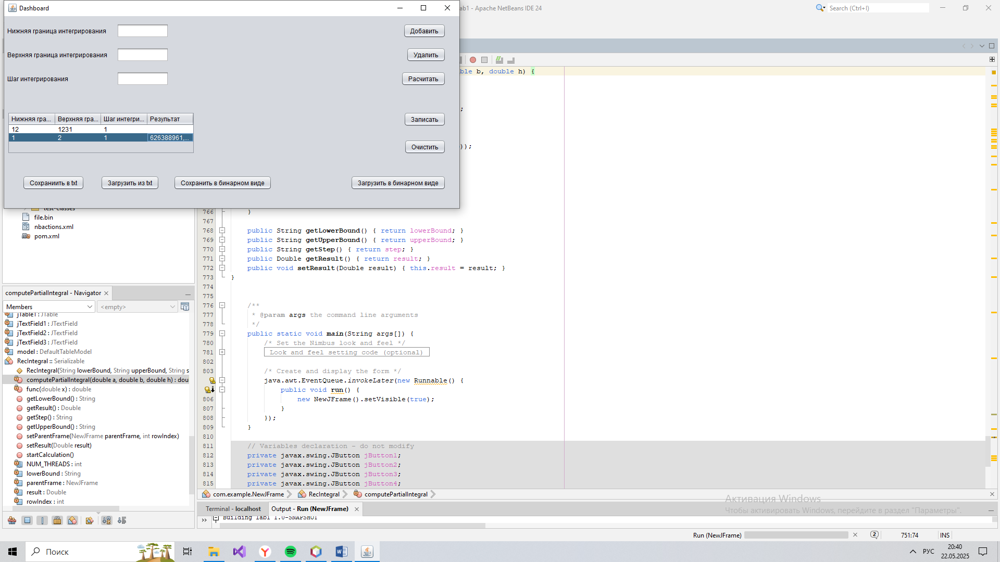 Dashboard
ab1 - Apache NetBeans IDE 24
Search (Ctrl+I)
Нижняя граница интегрирования
Добавить
Верхняя граница интегрирования
Удалить
Шаг интегрирования
Расчитать
ble b, double h) {
;
Нижняя гра... Верхняя гра... Шаг интегри... Результат
Записать
12 1231 1
1 2 1 626388961,...
Очистить
));
Сохраниить в txt
Загрузить из txt
Сохранить в бинарном виде
Загрузить в бинарном виде
test-classes
file.bin
nbactions.xml
pom.xml
766 }
767
768 public String getLowerBound() { return lowerBound; }
769 public String getUpperBound() { return upperBound; }
770 public String getStep() { return step; }
771 public Double getResult() { return result; }
772 public void setResult(Double result) { this.result = result; }
773 }
774
775
776 /**
777 * @param args the command line arguments
778 */
779 public static void main(String args[]) {
780 /* Set the Nimbus look and feel */
781 Look and feel setting code (optional)
802
803 /* Create and display the form */
java.awt.EventQueue.invokeLater(new Runnable() {
public void run() {
806 new NewJFrame().setVisible(true);
807 }
808 });
809 }
810
811 // Variables declaration - do not modify
812 private javax.swing.JButton jButton1;
813 private javax.swing.JButton jButton2;
814 private javax.swing.JButton jButton3;
815 private javax.swing.JButton jButton4;
computePartialIntegral - Navigator
Members
<empty>
jTable1 : JTable
jTextField1 : JTextField
jTextField2 : JTextField
jTextField3 : JTextField
model : DefaultTableModel
RecIntegral :: Serializable
RecIntegral(String lowerBound, String upperBound, String s
computePartialIntegral(double a, double b, double h) : dou
func(double x) : double
getLowerBound() : String
getResult() : Double
getStep() : String
getUpperBound() : String
setParentFrame(NewJFrame parentFrame, int rowIndex)
setResult(Double result)
startCalculation()
NUM_THREADS : int
lowerBound : String
parentFrame : NewJFrame
result : Double
rowIndex : int
com.example.NewJFrame RecIntegral computePartialIntegral
Terminal - localhost
Output - Run (NewJFrame)
Building lab1 1.0-SNAPSHOT
Активация Windows
Чтобы активировать Windows, перейдите в раздел "Параметры".
Run (NewJFrame)
2
751:74
INS
Поиск
РУС
20:40
22.05.2025